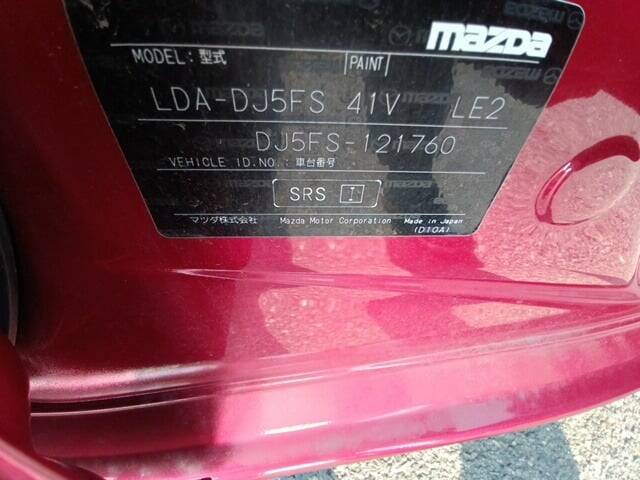 mazda
MODEL: 型式 PAINT
LDA-DJ5FS 41V LE2
DJ5FS-121760
VEHICLE ID.NO.: 車台番号
SRS I
マツダ株式会社 Mazda Motor Corporation Made in Japan
(D10A)